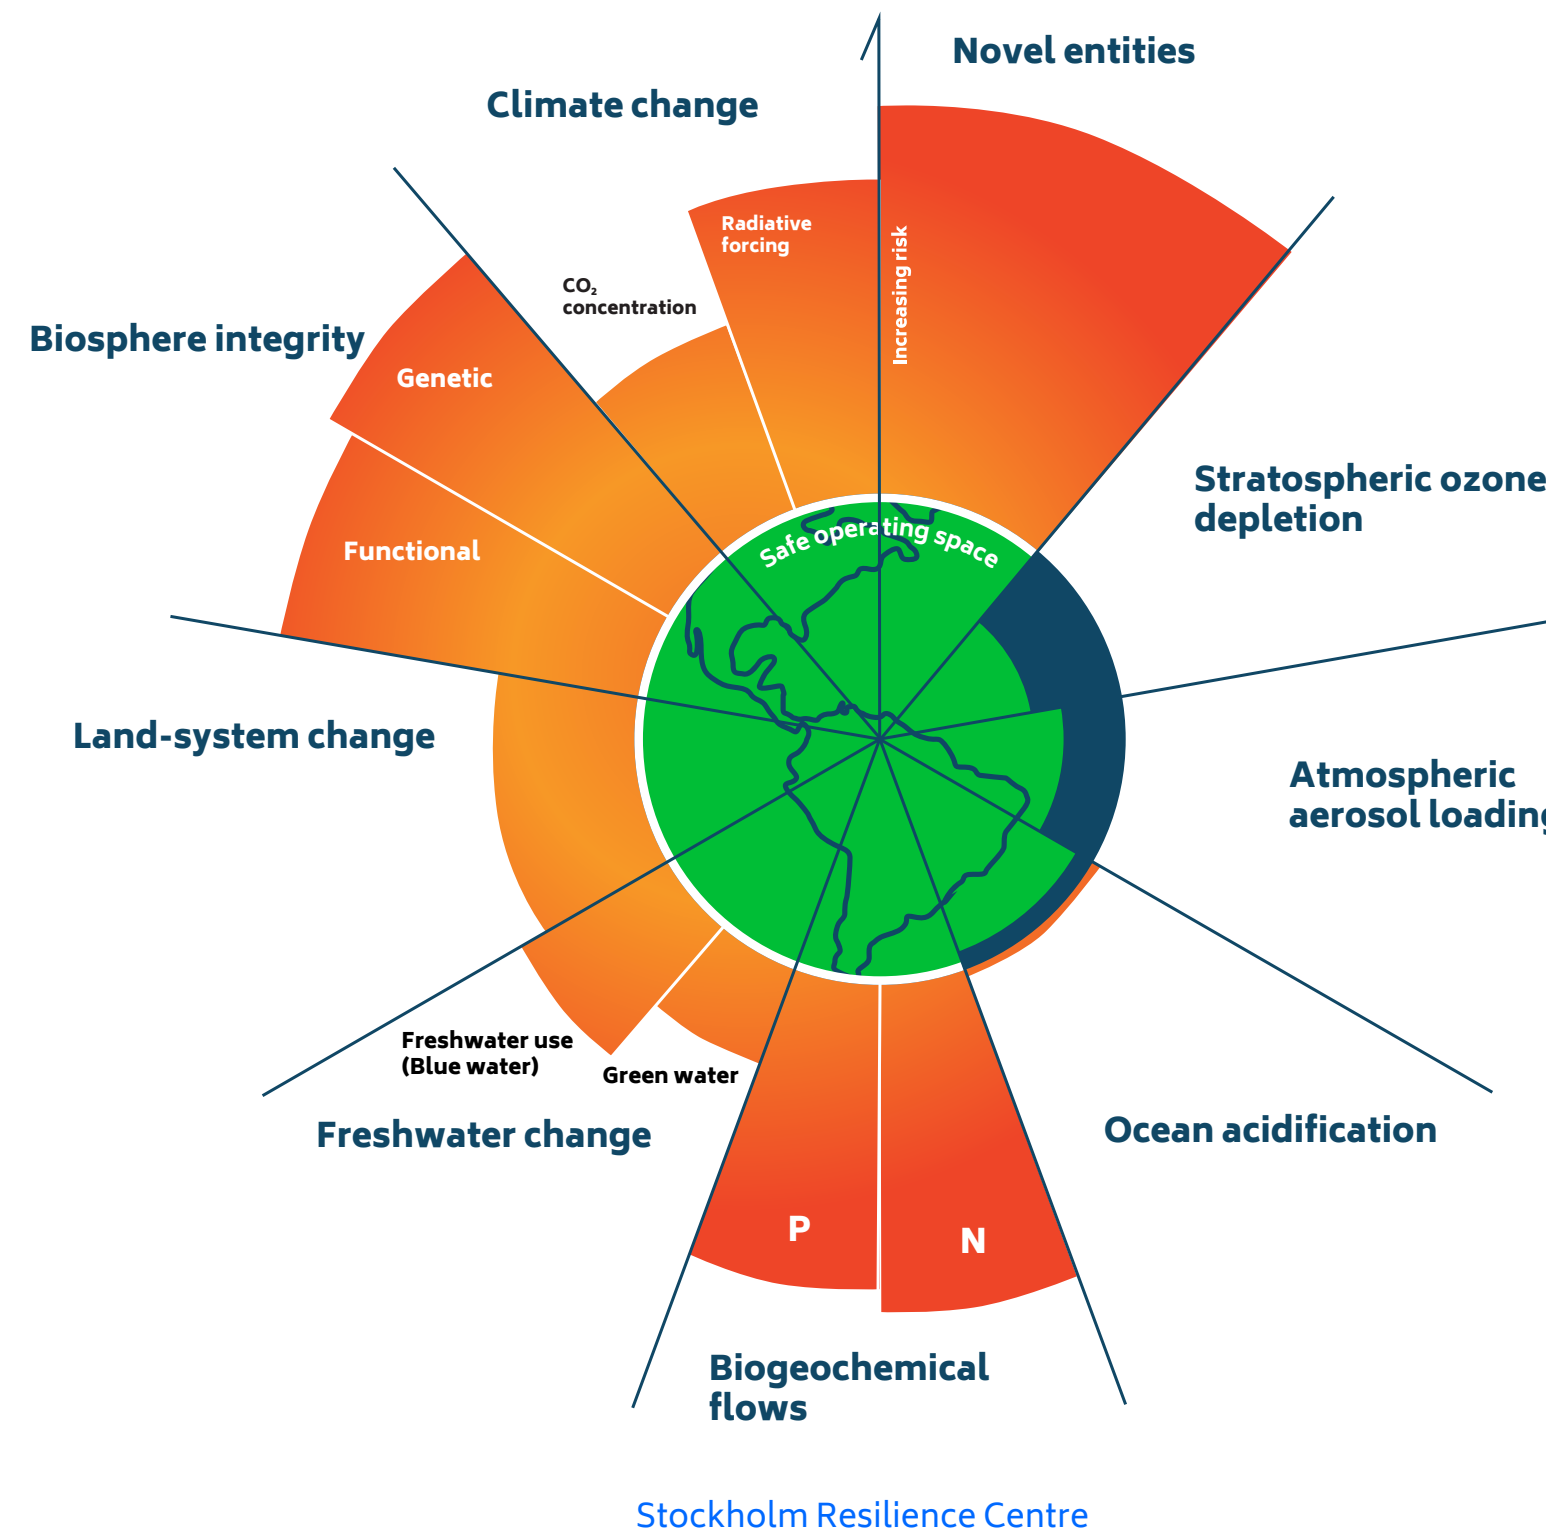 Novel entities
Climate change
Radiative
forcing
Increasing risk
CO₂
concentration
Biosphere integrity
Genetic
Functional
Stratospheric ozone
depletion
Safe operating space
Land-system change
Atmospheric
aerosol loading
Freshwater use
(Blue water)
Green water
Freshwater change
Ocean acidification
P
N
Biogeochemical
flows
Stockholm Resilience Centre